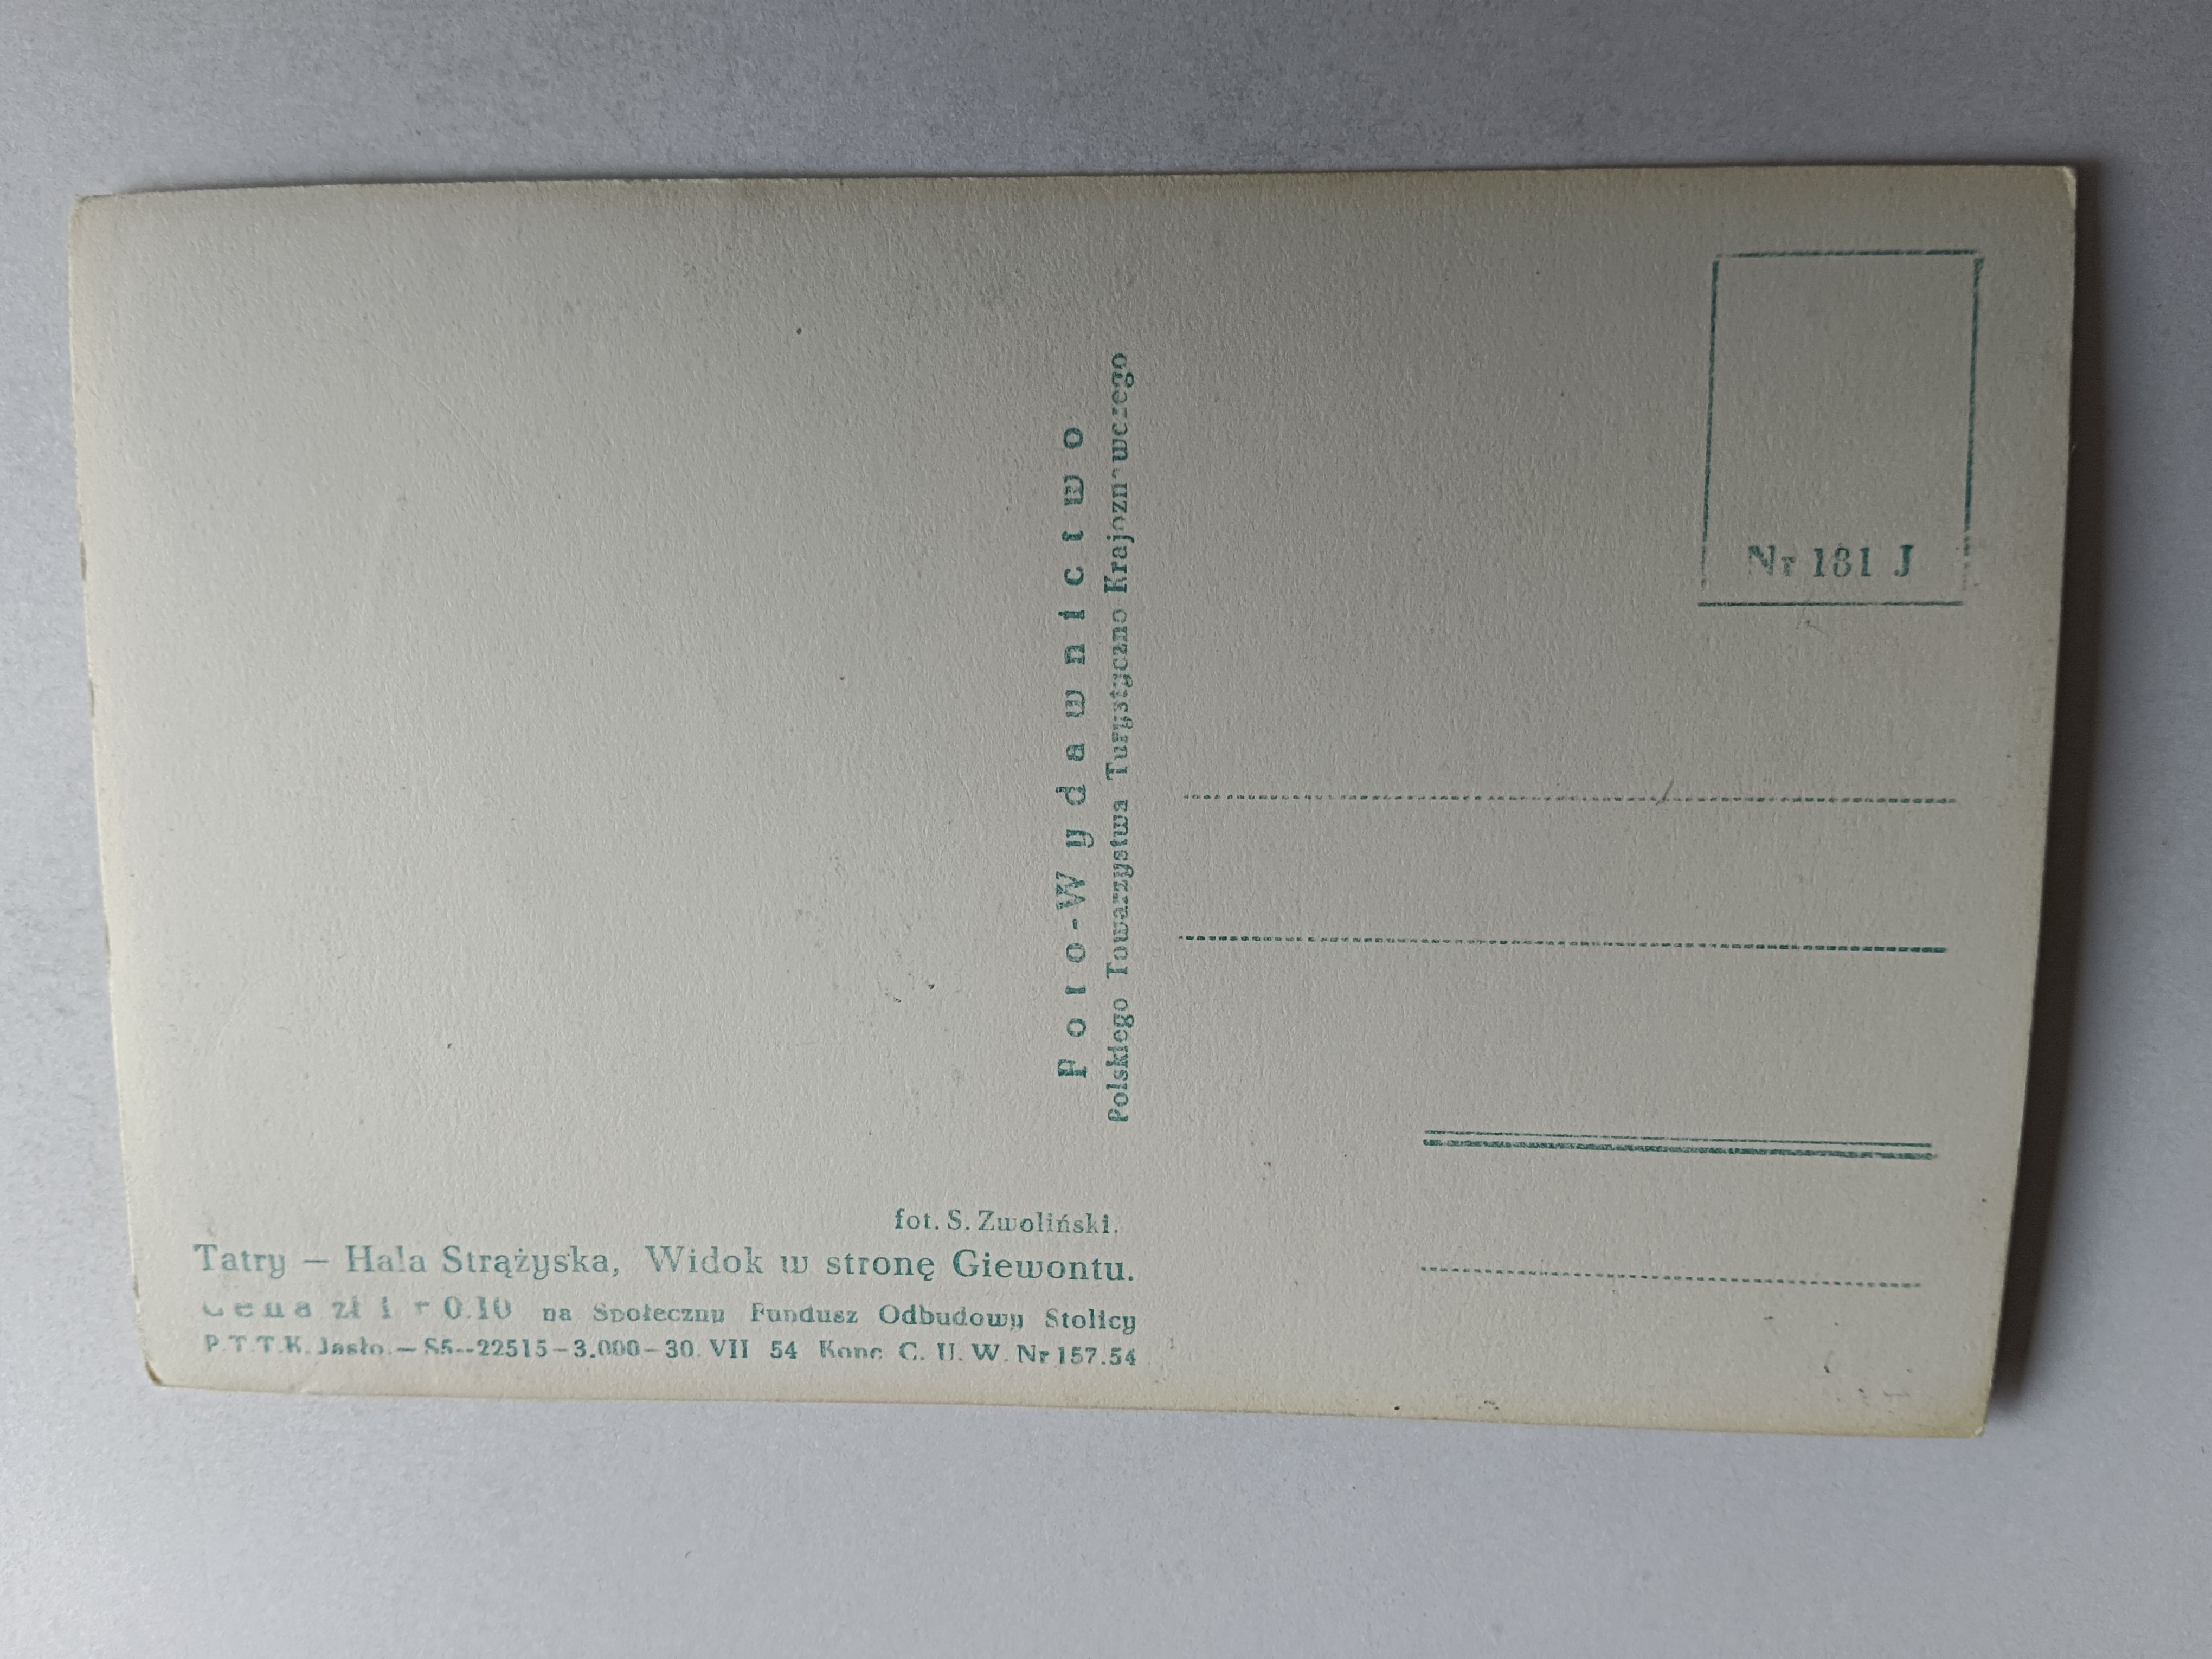 Foto-Wydawnictwo
Polskiego Towarzystwa Turystyczno Krajoznawczego
Nr 181 J
fot. S. Zwoliński.
Tatry — Hala Strążyska, Widok w stronę Giewontu.
Cena zł 1 + 0.10 na Społeczny Fundusz Odbudowy Stolicy
P.T.T.K. Jasło.— S5--22515—3.000—30. VII 54 Konc C. U. W. Nr 157.54